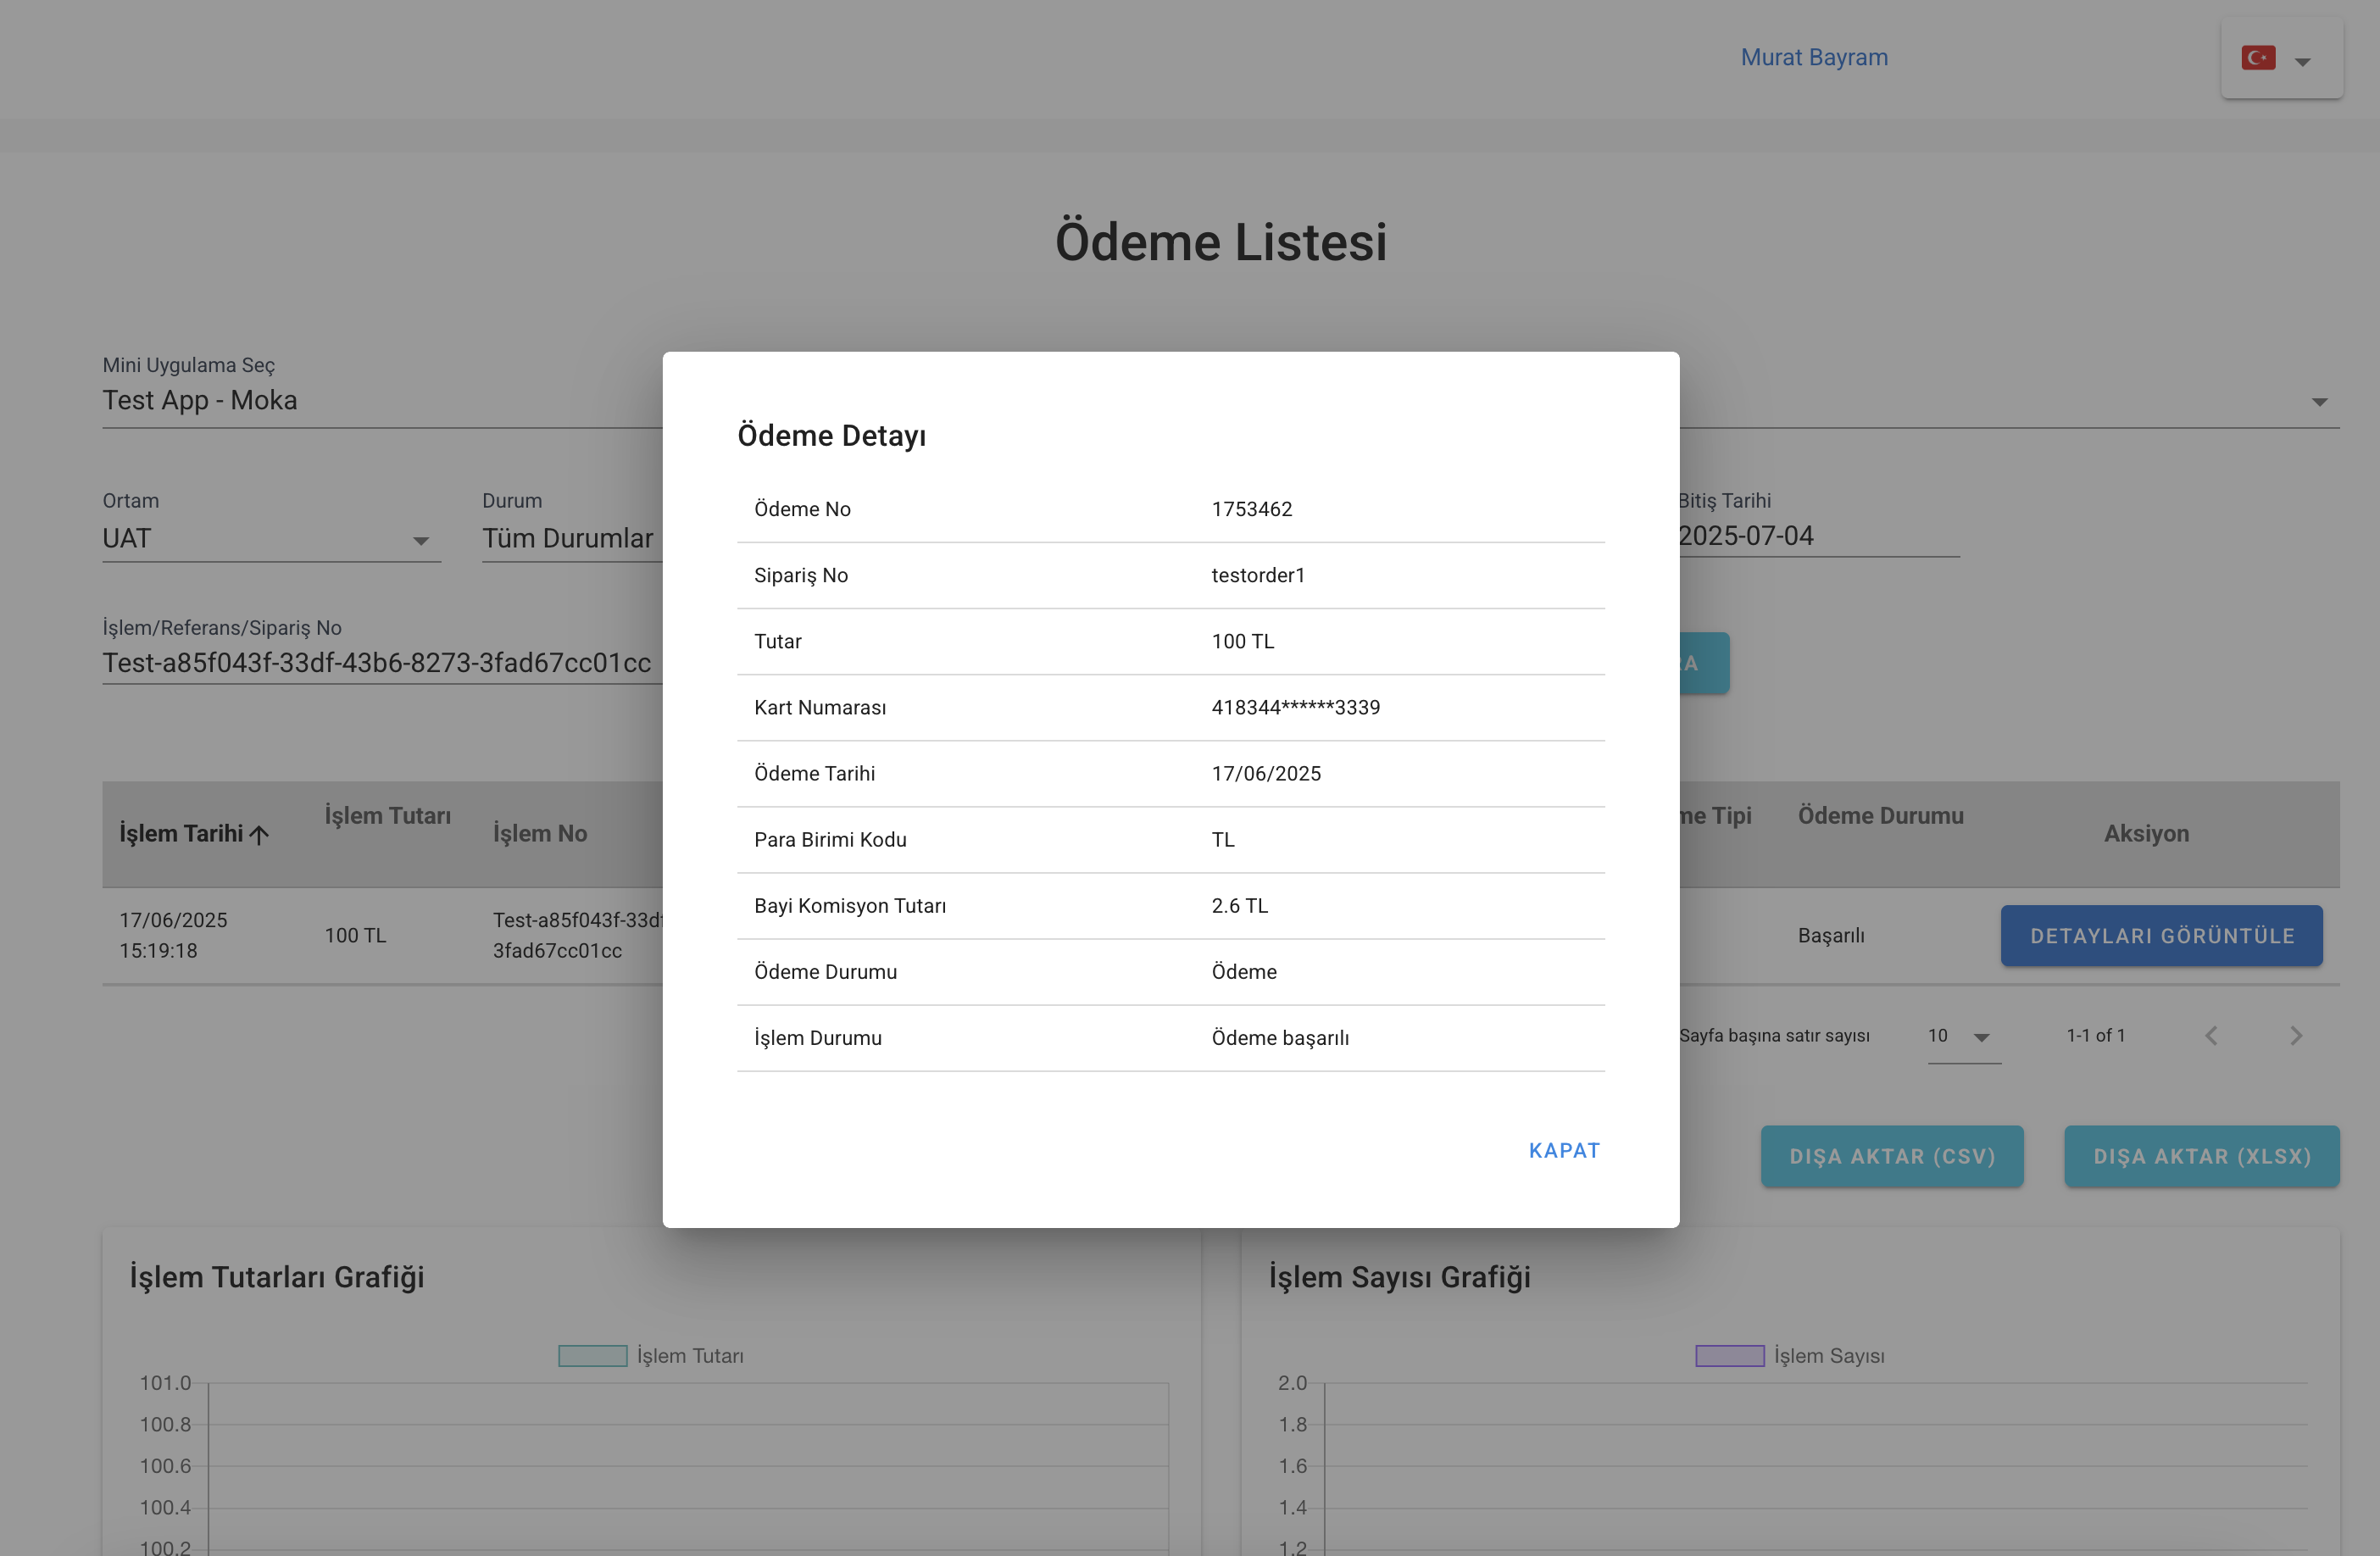 Murat Bayram
Ödeme Listesi
Mini Uygulama Seç
Test App - Moka
Ortam
UAT
Durum
Tüm Durumlar
Bitiş Tarihi
2025-07-04
İşlem/Referans/Sipariş No
Test-a85f043f-33df-43b6-8273-3fad67cc01cc
Ödeme Detayı
Ödeme No 1753462
Sipariş No testorder1
Tutar 100 TL
Kart Numarası 418344******3339
Ödeme Tarihi 17/06/2025
Para Birimi Kodu TL
Bayi Komisyon Tutarı 2.6 TL
Ödeme Durumu Ödeme
İşlem Durumu Ödeme başarılı
KAPAT
İşlem Tarihi İşlem Tutarı İşlem No Tipi Ödeme Durumu Aksiyon
17/06/2025
15:19:18
100 TL
Test-a85f043f-33df
3fad67cc01cc
Başarılı
DETAYLARI GÖRÜNTÜLE
Sayfa başına satır sayısı 10 1-1 of 1
DIŞA AKTAR (CSV) DIŞA AKTAR (XLSX)
İşlem Tutarları Grafiği
İşlem Tutarı
101.0
100.8
100.6
100.4
100.2
İşlem Sayısı Grafiği
İşlem Sayısı
2.0
1.8
1.6
1.4
1.2